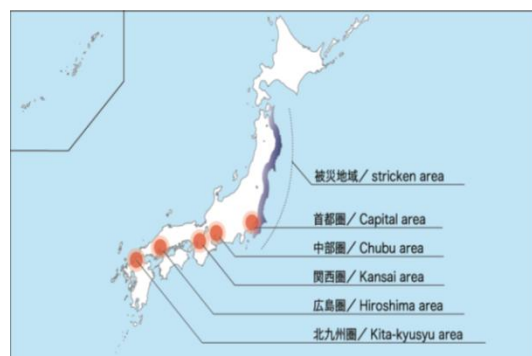 被災地域/ stricken area
首都圏/ Capital area
中部圏/ Chubu area
関西圏/ Kansai area
広島圏/ Hiroshima area
北九州圏/ Kita-kyusyu area